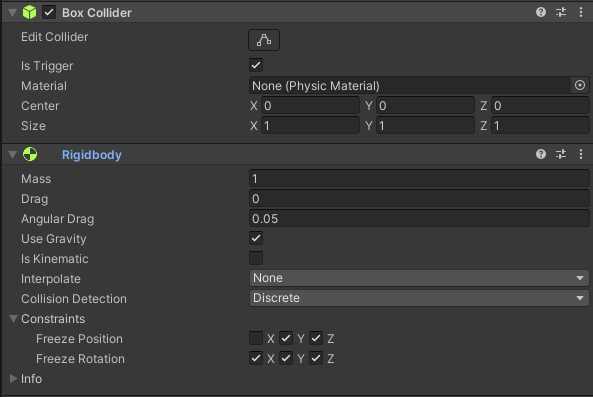 Box Collider
Edit Collider
Is Trigger
Material None (Physic Material)
Center X 0 Y 0 Z 0
Size X 1 Y 1 Z 1
Rigidbody
Mass 1
Drag 0
Angular Drag 0.05
Use Gravity
Is Kinematic
Interpolate None
Collision Detection Discrete
Constraints
Freeze Position X Y Z
Freeze Rotation X Y Z
Info